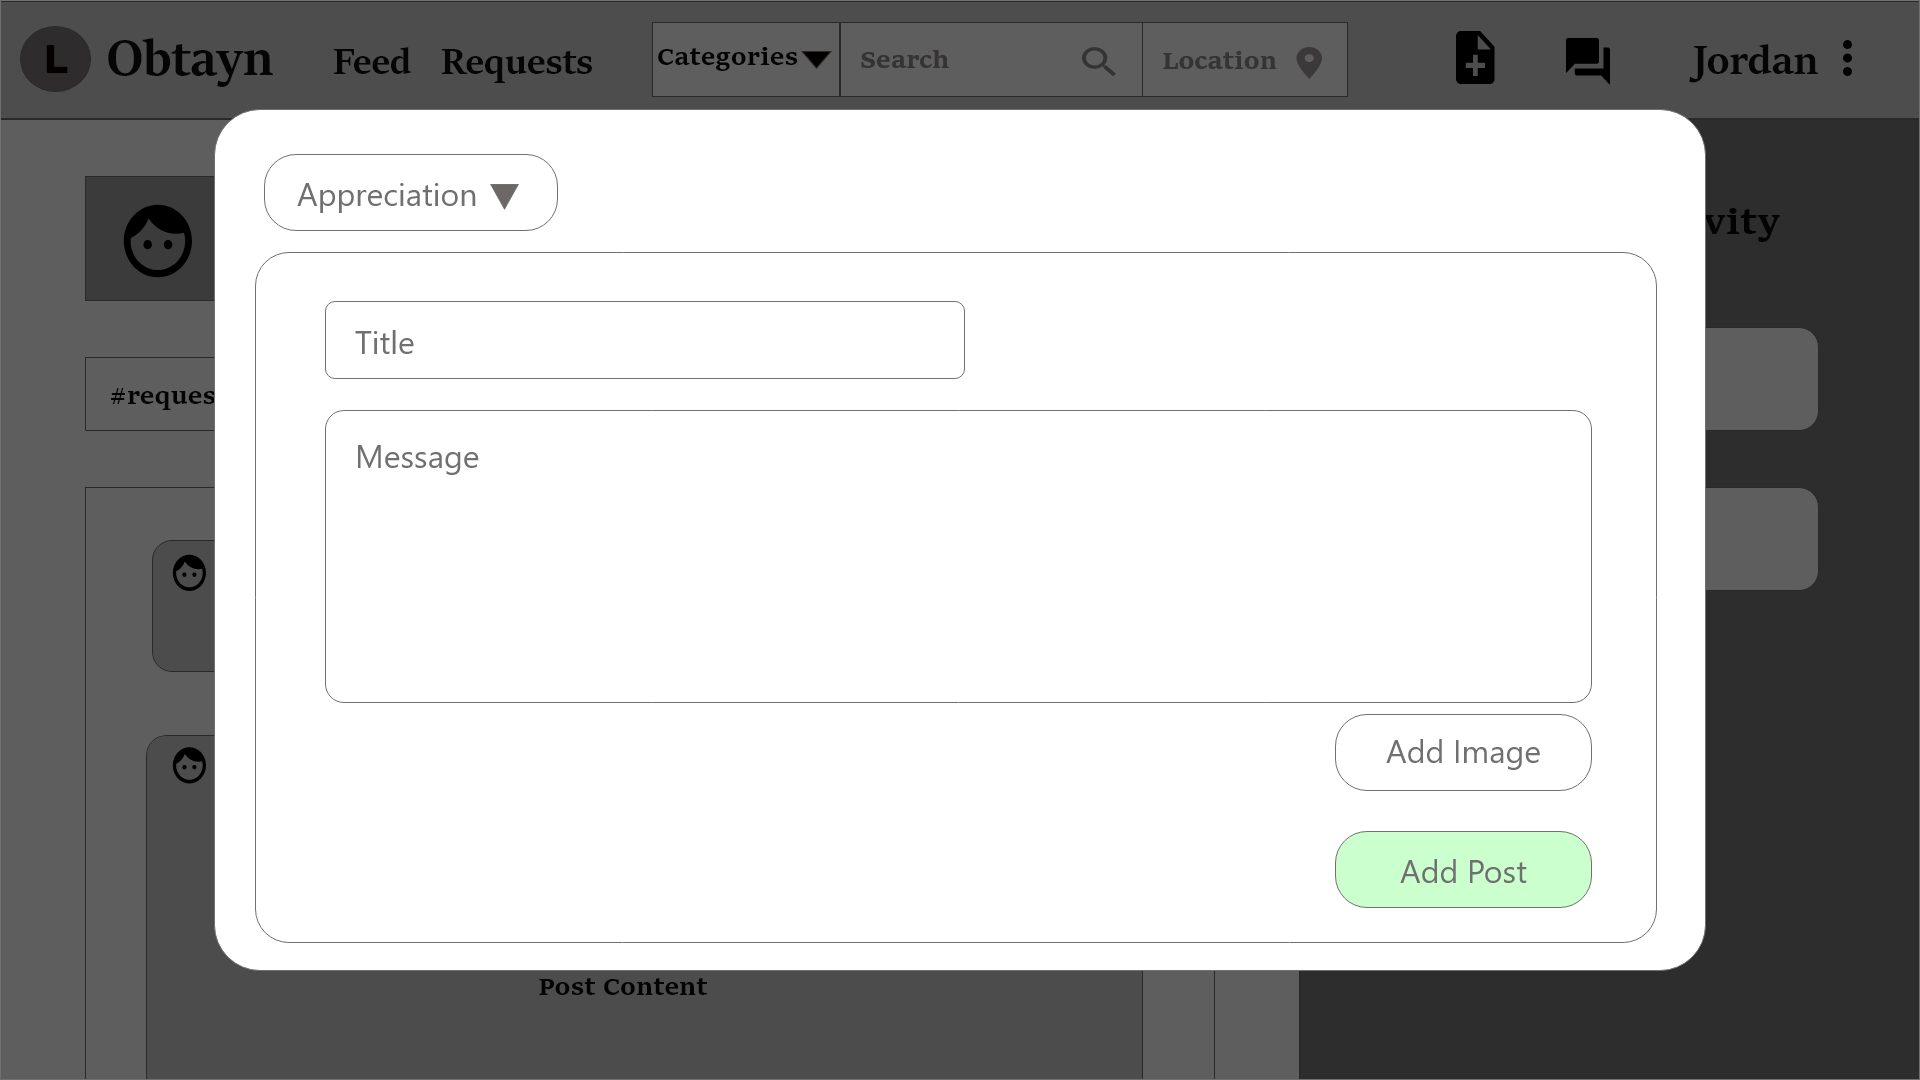 L Obtayn Feed Requests Categories Search Location Jordan
Appreciation
vity
Title
#reques
Message
Add Image
Add Post
Post Content